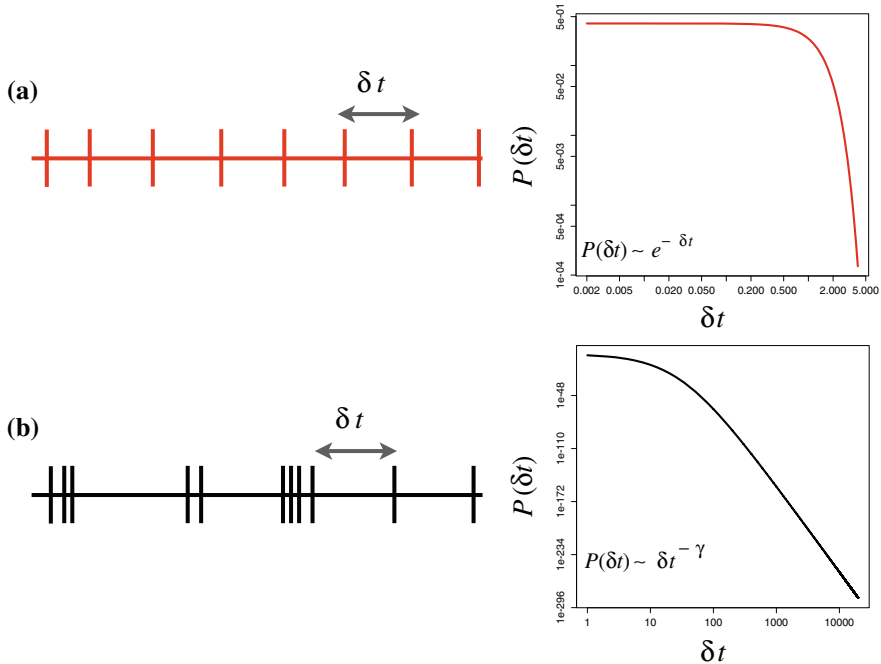 (a)
δ t
P(δt)
5e-01
5e-02
5e-03
5e-04
1e-04
P(δt) ~ e^{- δt}
0.002 0.005 0.020 0.050 0.200 0.500 2.000 5.000
δt
(b)
δ t
P(δt)
1e-48
1e-110
1e-172
1e-234
1e-296
P(δt) ~ δt^{- γ}
1 10 100 1000 10000
δt